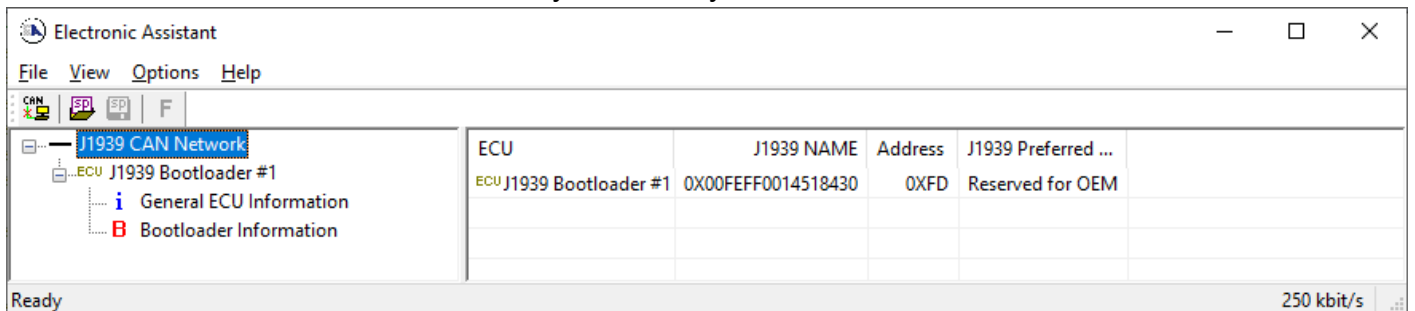 Electronic Assistant
File View Options Help
CAN SP SP F
J1939 CAN Network
ECU J1939 Bootloader #1
i General ECU Information
B Bootloader Information
ECU J1939 NAME Address J1939 Preferred ...
ECU J1939 Bootloader #1 0X00FEFF0014518430 0XFD Reserved for OEM
Ready 250 kbit/s